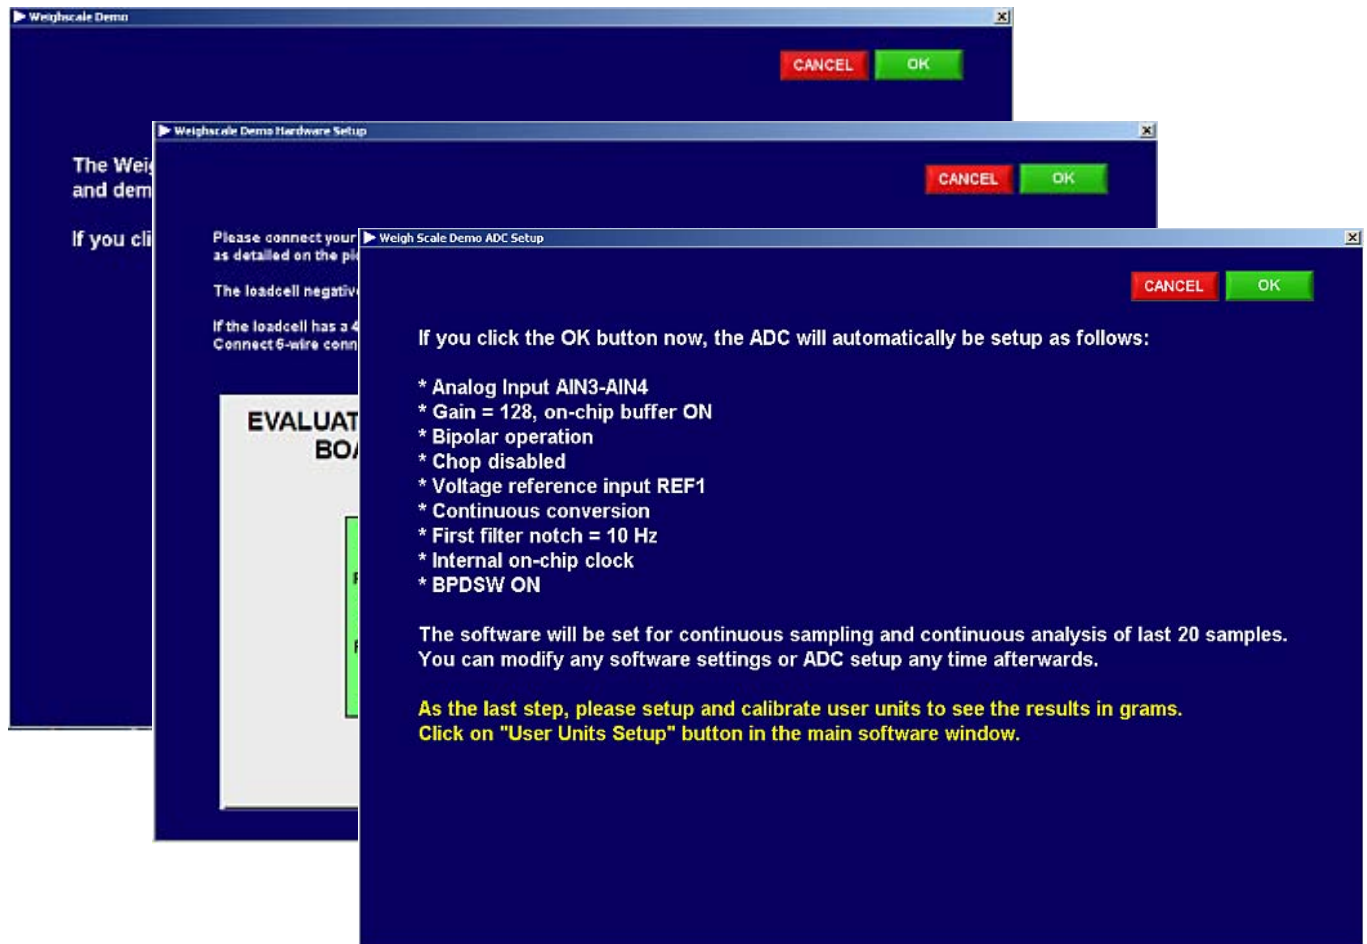 Weighscale Demo
CANCEL OK
The Weig
and dem
If you cli
Weighscale Demo Hardware Setup
CANCEL OK
Please connect your
as detailed on the pi
The loadcell negativ
If the loadcell has a 4
Connect 6-wire conn
EVALUAT
BOA
Weigh Scale Demo ADC Setup
CANCEL OK
If you click the OK button now, the ADC will automatically be setup as follows:
* Analog Input AIN3-AIN4
* Gain = 128, on-chip buffer ON
* Bipolar operation
* Chop disabled
* Voltage reference input REF1
* Continuous conversion
* First filter notch = 10 Hz
* Internal on-chip clock
* BPDSW ON
The software will be set for continuous sampling and continuous analysis of last 20 samples.
You can modify any software settings or ADC setup any time afterwards.
As the last step, please setup and calibrate user units to see the results in grams.
Click on "User Units Setup" button in the main software window.